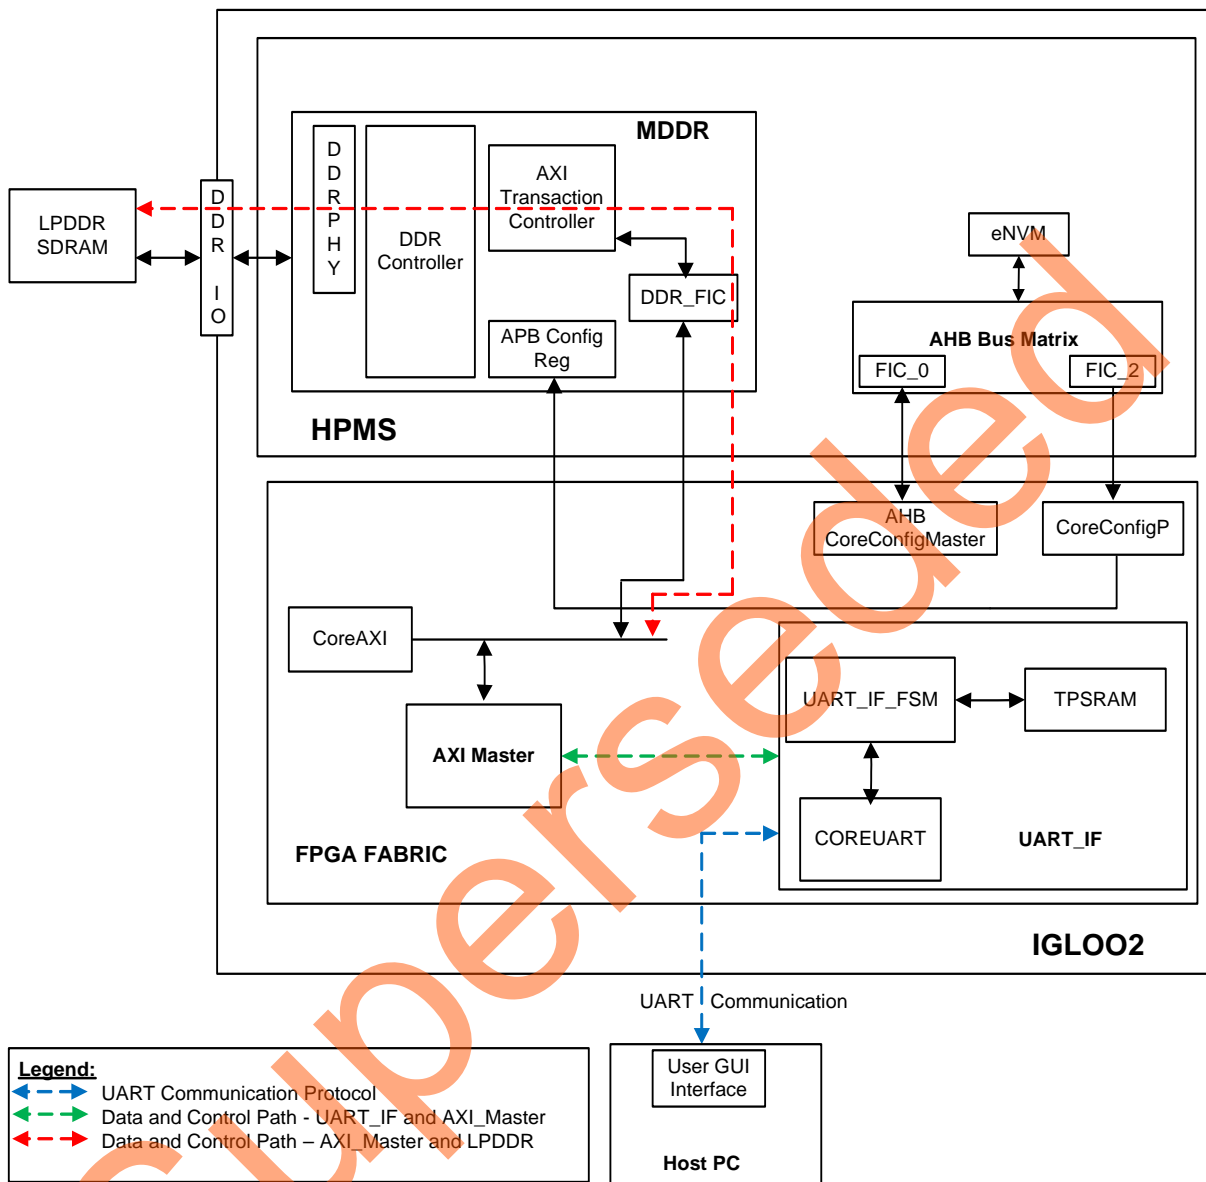 MDDR
D
D
R
P
H
Y
DDR
Controller
AXI
Transaction
Controller
DDR_FIC
APB Config
Reg
HPMS
LPDDR
SDRAM
D
D
R
IO
eNVM
AHB Bus Matrix
FIC_0
FIC_2
AHB
CoreConfigMaster
CoreConfigP
CoreAXI
AXI Master
UART_IF_FSM
TPSRAM
COREUART
UART_IF
FPGA FABRIC
IGLOO2
UART Communication
User GUI
Interface
Host PC
Legend:
UART Communication Protocol
Data and Control Path - UART_IF and AXI_Master
Data and Control Path – AXI_Master and LPDDR
Superseded